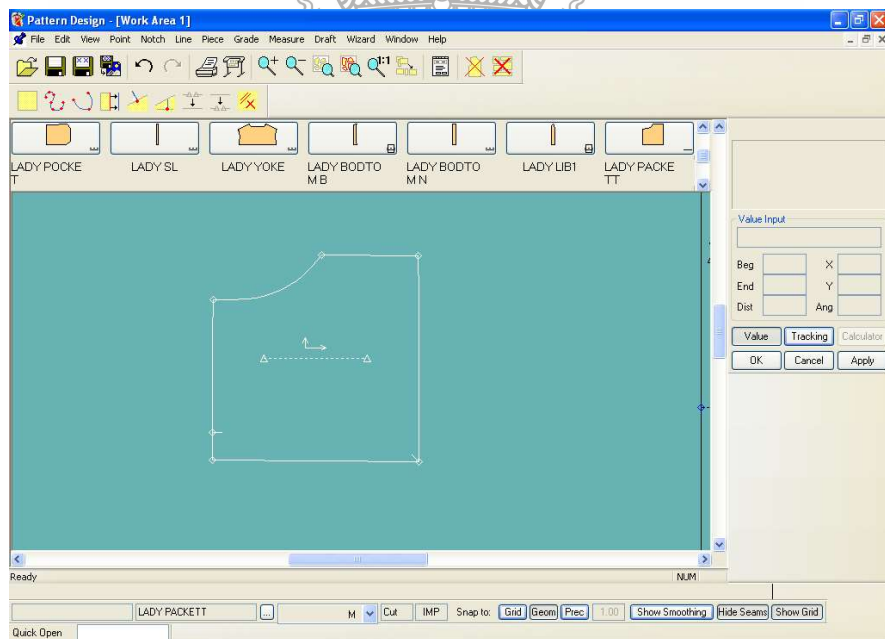 Pattern Design - [Work Area 1]
File Edit View Point Notch Line Piece Grade Measure Draft Wizard Window Help
1:1
LADY POCKE
T
LADY SL
LADY YOKE
LADY BODTO
M B
LADY BODTO
M N
LADY LIB1
LADY PACKE
TT
Value Input
Beg X
End Y
Dist Ang
Value Tracking Calculator
OK Cancel Apply
Ready NUM
LADY PACKETT ... M Cut IMP Snap to: Grid Geom Prec 1.00 Show Smoothing Hide Seams Show Grid
Quick Open